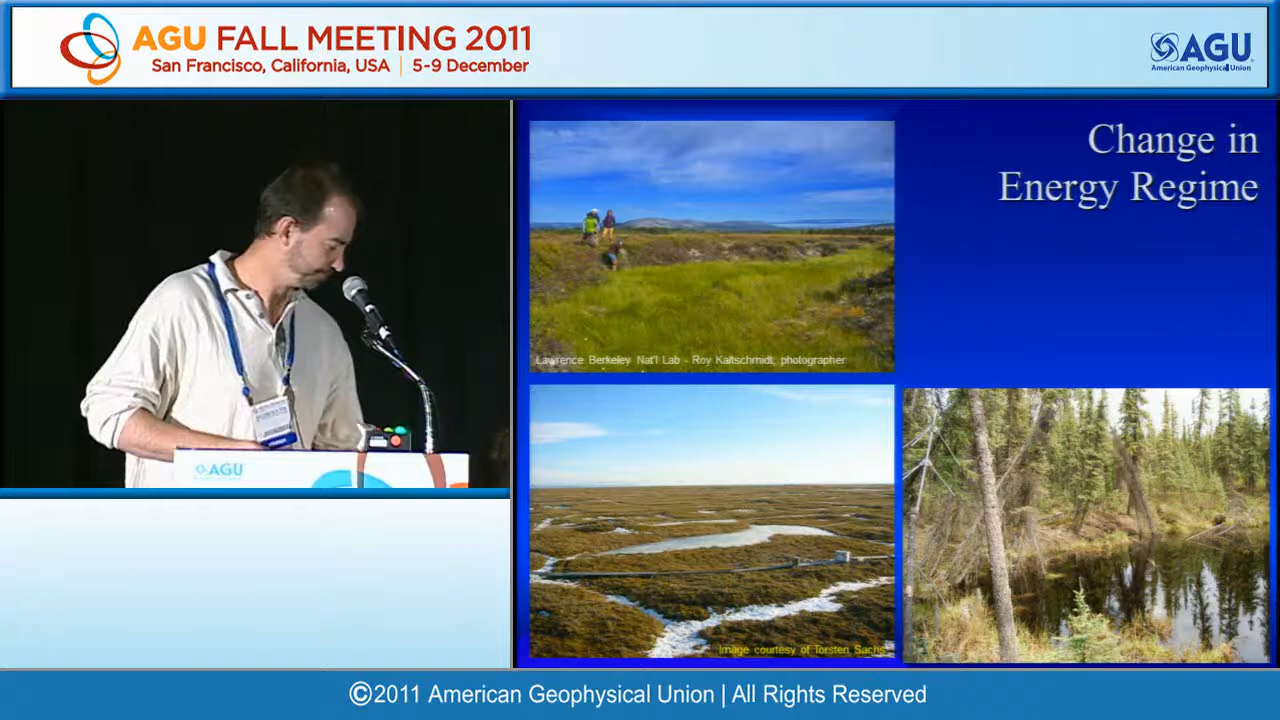 AGU FALL MEETING 2011
San Francisco, California, USA | 5-9 December
AGU
American Geophysical Union
Change in
Energy Regime
Lawrence Berkeley Nat'l Lab - Roy Kaltschmidt, photographer
Image courtesy of Torsten Sachs
AGU
©2011 American Geophysical Union | All Rights Reserved